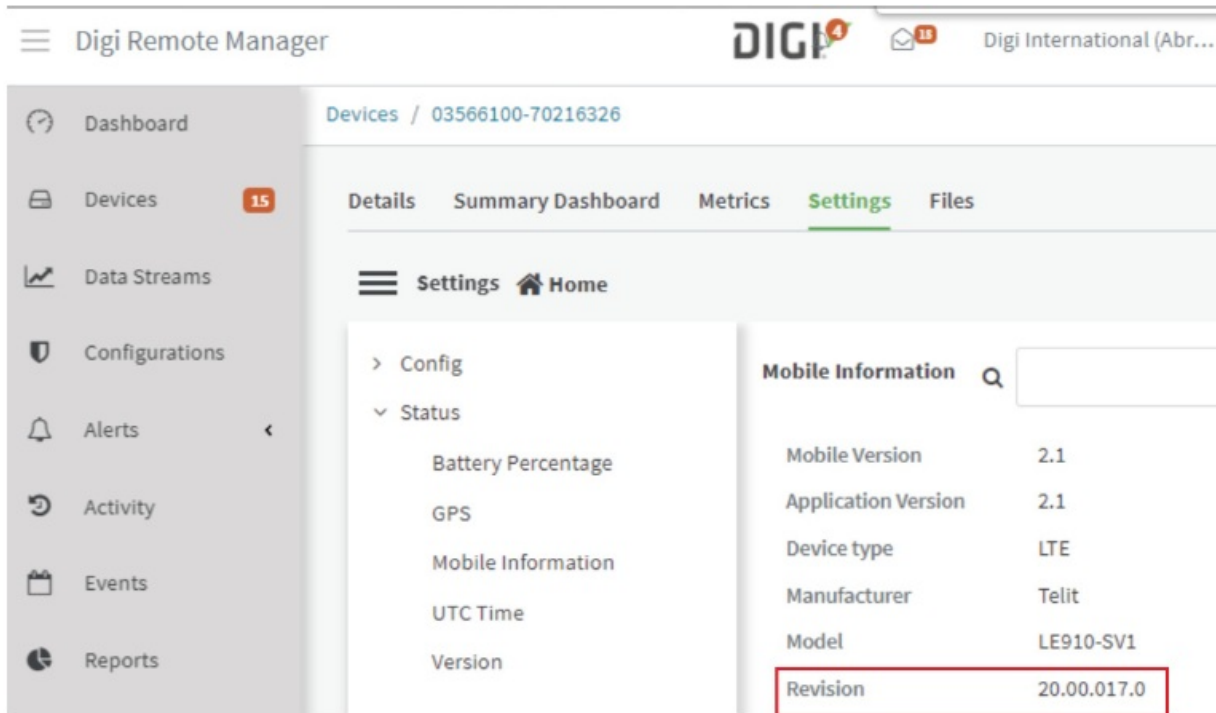 Digi Remote Manager
DIGI 4
15
Digi International (Abr...
Dashboard
Devices 15
Data Streams
Configurations
Alerts
Activity
Events
Reports
Devices / 03566100-70216326
Details Summary Dashboard Metrics Settings Files
Settings Home
Config
Status
Battery Percentage
GPS
Mobile Information
UTC Time
Version
Mobile Information
Mobile Version 2.1
Application Version 2.1
Device type LTE
Manufacturer Telit
Model LE910-SV1
Revision 20.00.017.0